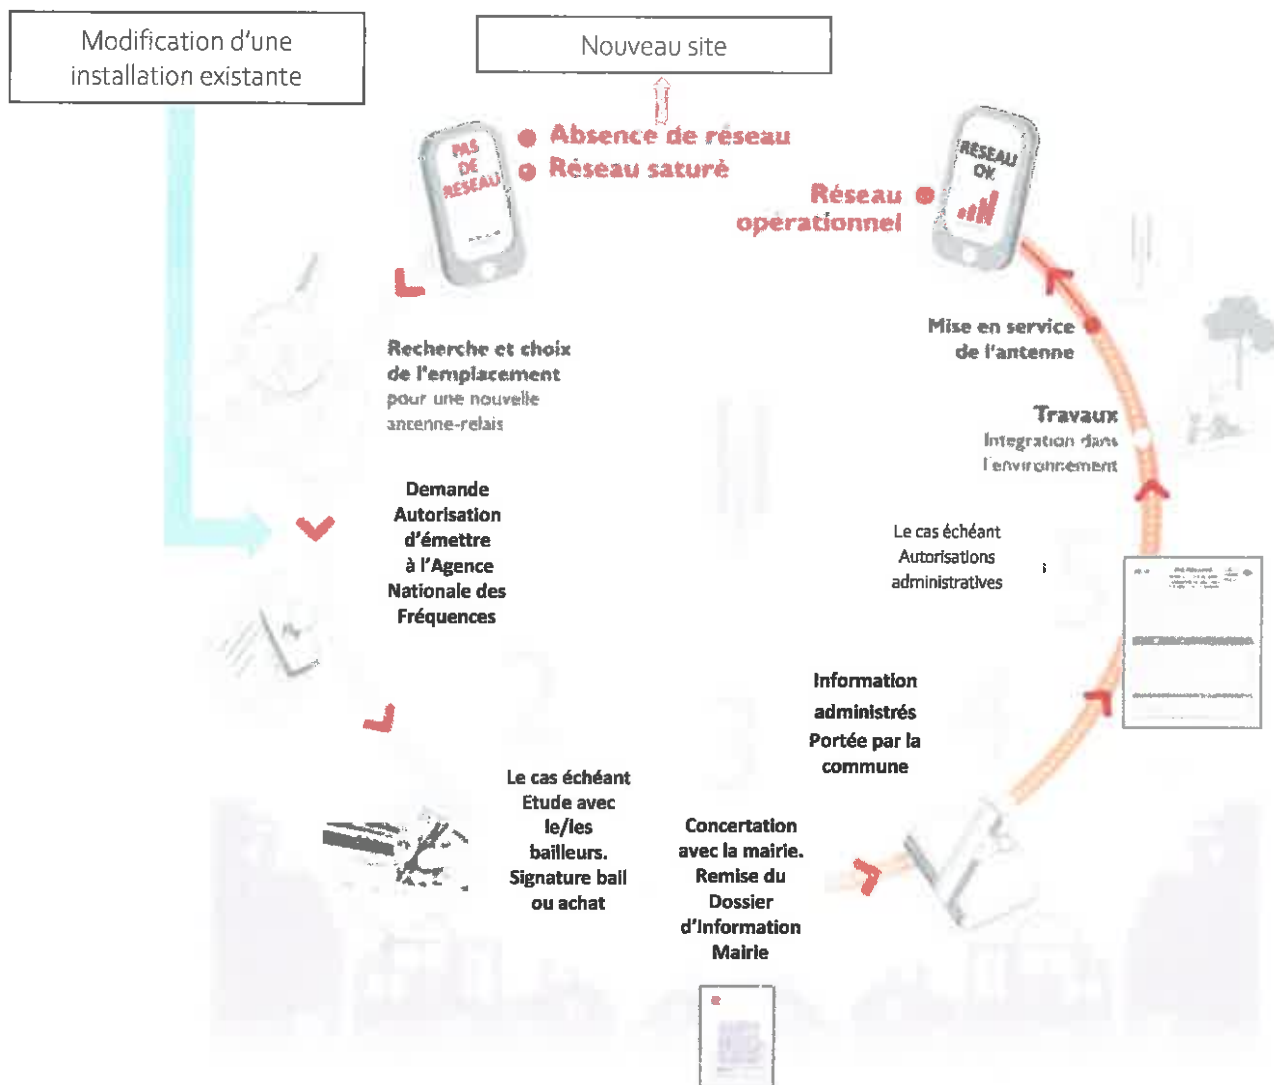 Modification d'une
installation existante
Nouveau site
PAS
DE
RESEAU
Absence de réseau
Réseau saturé
RESEAU
OK
Réseau
opérationnel
Recherche et choix
de l'emplacement
pour une nouvelle
antenne-relais
Mise en service
de l'antenne
Travaux
Integration dans
l'environnement
Demande
Autorisation
d'émettre
à l'Agence
Nationale des
Fréquences
Le cas échéant
Autorisations
administratives
Information
administrés
Portée par la
commune
Le cas échéant
Etude avec
le/les
bailleurs.
Signature bail
ou achat
Concertation
avec la mairie.
Remise du
Dossier
d'Information
Mairie